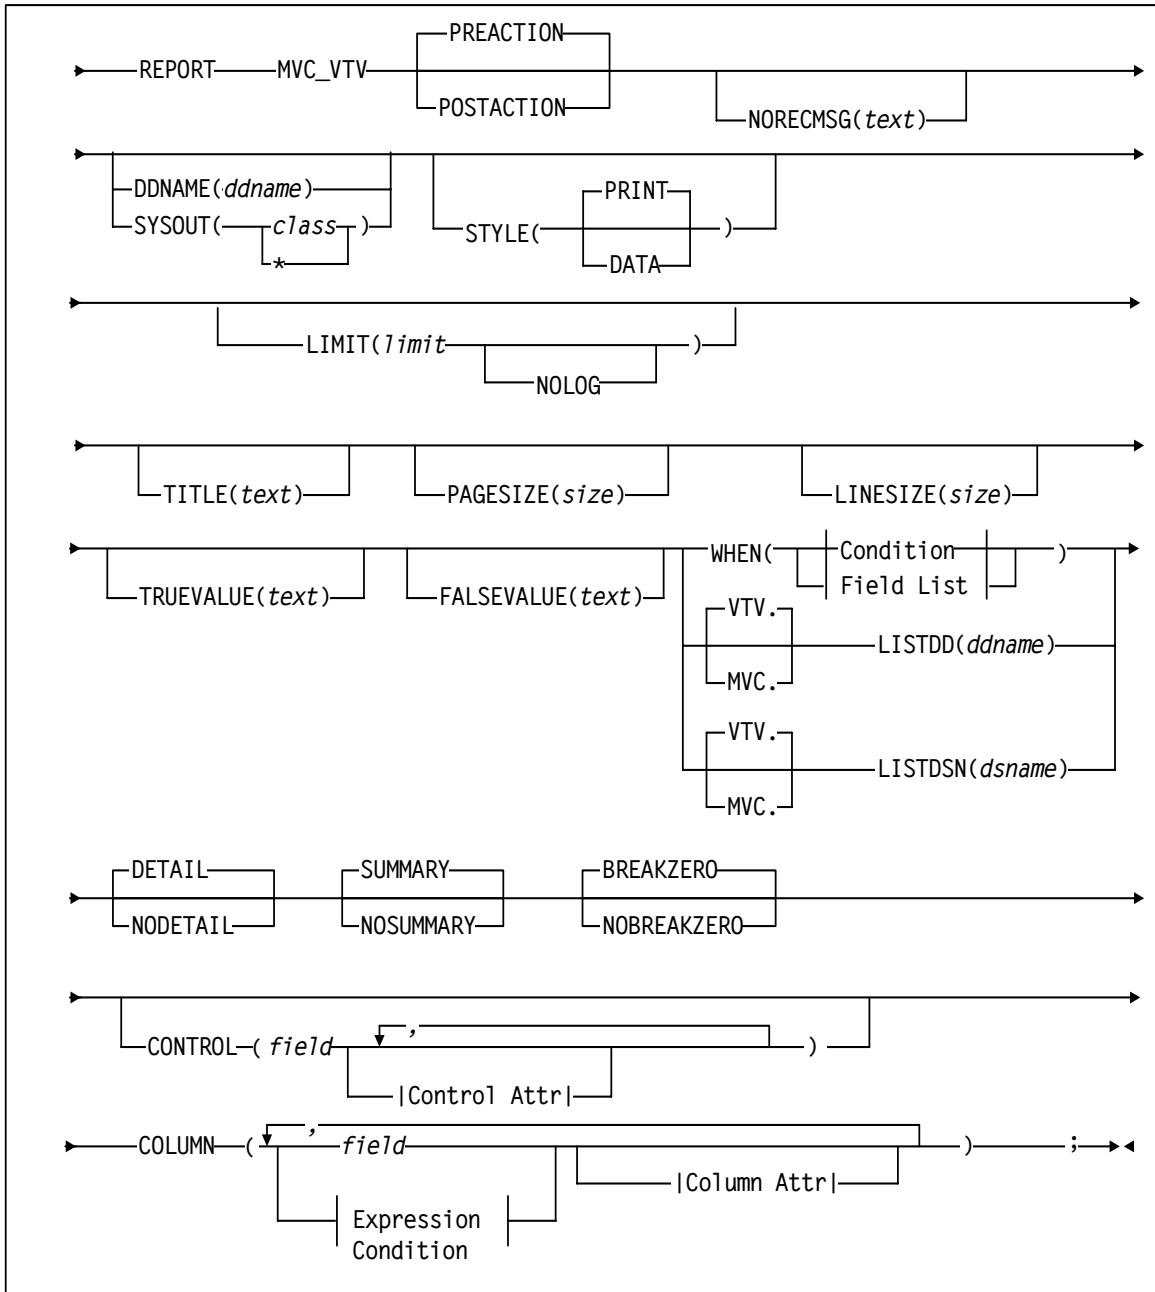 PREACTION
REPORT MVC_VTV
POSTACTION
NORECMSG(text)
DDNAME(ddname)
SYSOUT( class )
*
STYLE( PRINT )
DATA
LIMIT(limit )
NOLOG
TITLE(text) PAGESIZE(size) LINESIZE(size)
TRUEVALUE(text) FALSEVALUE(text)
WHEN( Condition )
Field List
VTV.
LISTDD(ddname)
MVC.
VTV.
LISTDSN(dsname)
MVC.
DETAIL SUMMARY BREAKZERO
NODETAIL NOSUMMARY NOBREAKZERO
,
CONTROL ( field )
|Control Attr|
,
COLUMN ( field ) ;
|Column Attr|
Expression
Condition